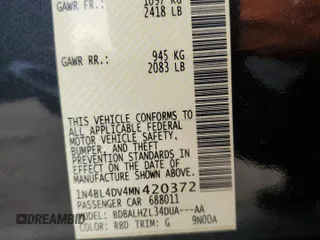 GAWR FR. 1097 KG
2418 LB
GAWR RR. 945 KG
2083 LB
THIS VEHICLE CONFORMS TO ALL
APPLICABLE U.S. FEDERAL
MOTOR VEHICLE SAFETY,
BUMPER, AND THEFT
PREVENTION STANDARDS IN
EFFECT ON THE DATE OF
MANUFACTURE SHOWN ABOVE.
1N4BL4DV4MN420372
PASSENGER CAR 688011
MODEL: BDBALHZL34DUA---AA
COLOR: RBD TRIM: G 9N00A